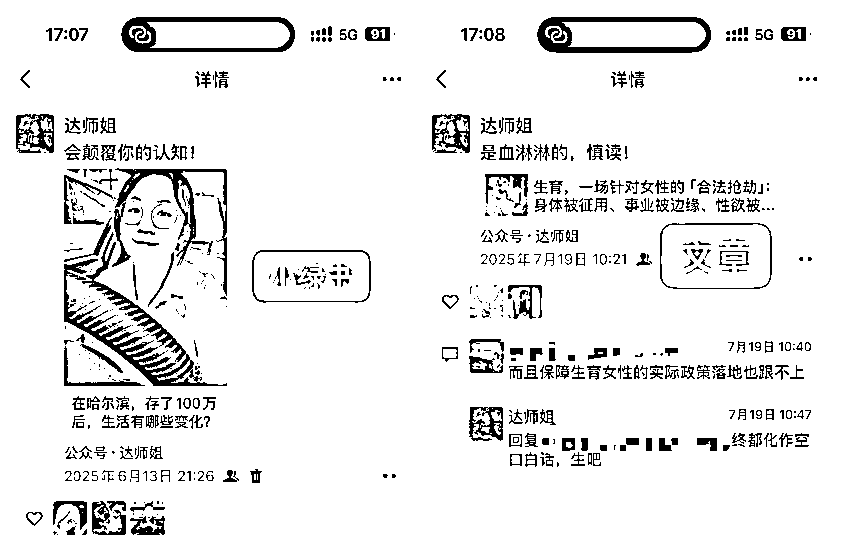 17:07
5G 91
详情
达师姐
会颠覆你的认知！
小绿书
在哈尔滨，存了100万
后，生活有哪些变化？
公众号·达师姐
2025年6月13日 21:26
17:08
5G 91
详情
达师姐
是血淋淋的，慎读！
生育，一场针对女性的「合法抢劫」：
身体被征用、事业被边缘、性欲被...
公众号·达师姐
2025年7月19日 10:21
文章
7月19日 10:40
而且保障生育女性的实际政策落地也跟不上
达师姐
7月19日 10:47
回复
终都化作空
口白话，生吧